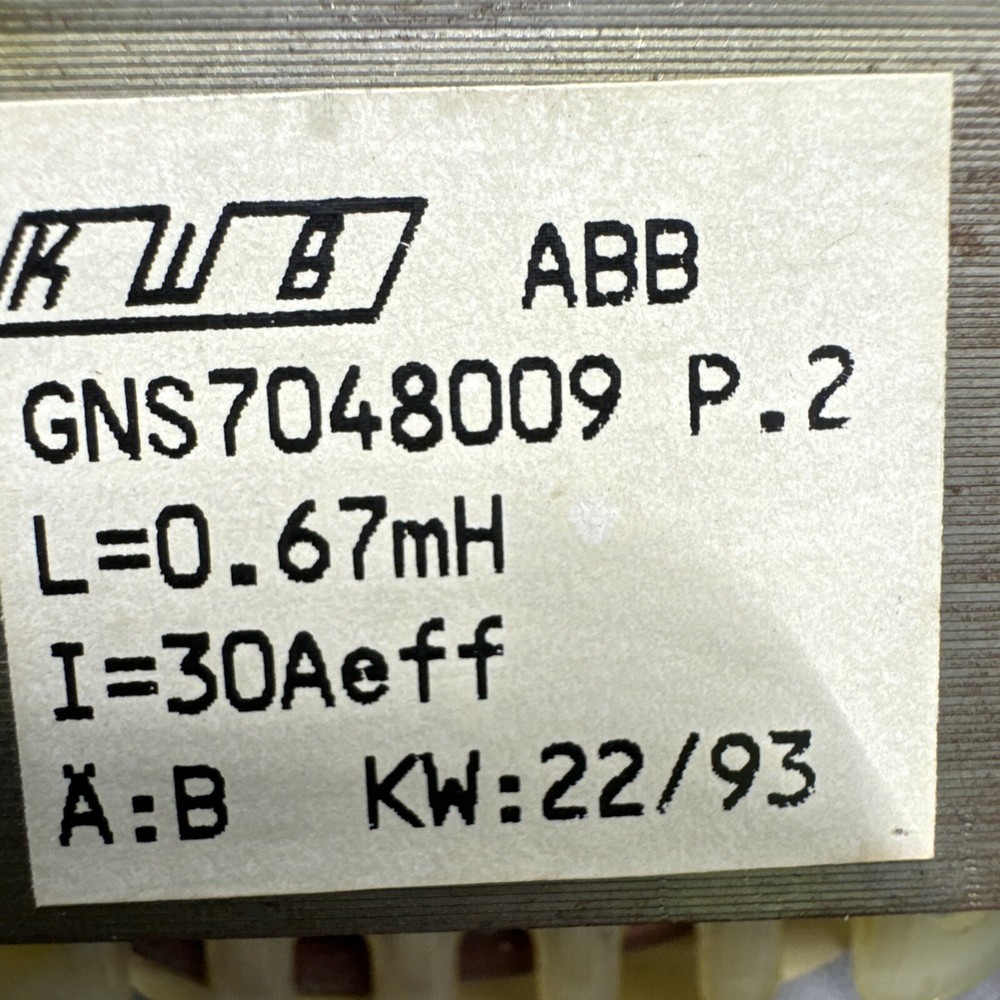 KWB ABB
GNS7048009 P.2
L=0.67mH
I=30Aeff
Ä:B KW:22/93